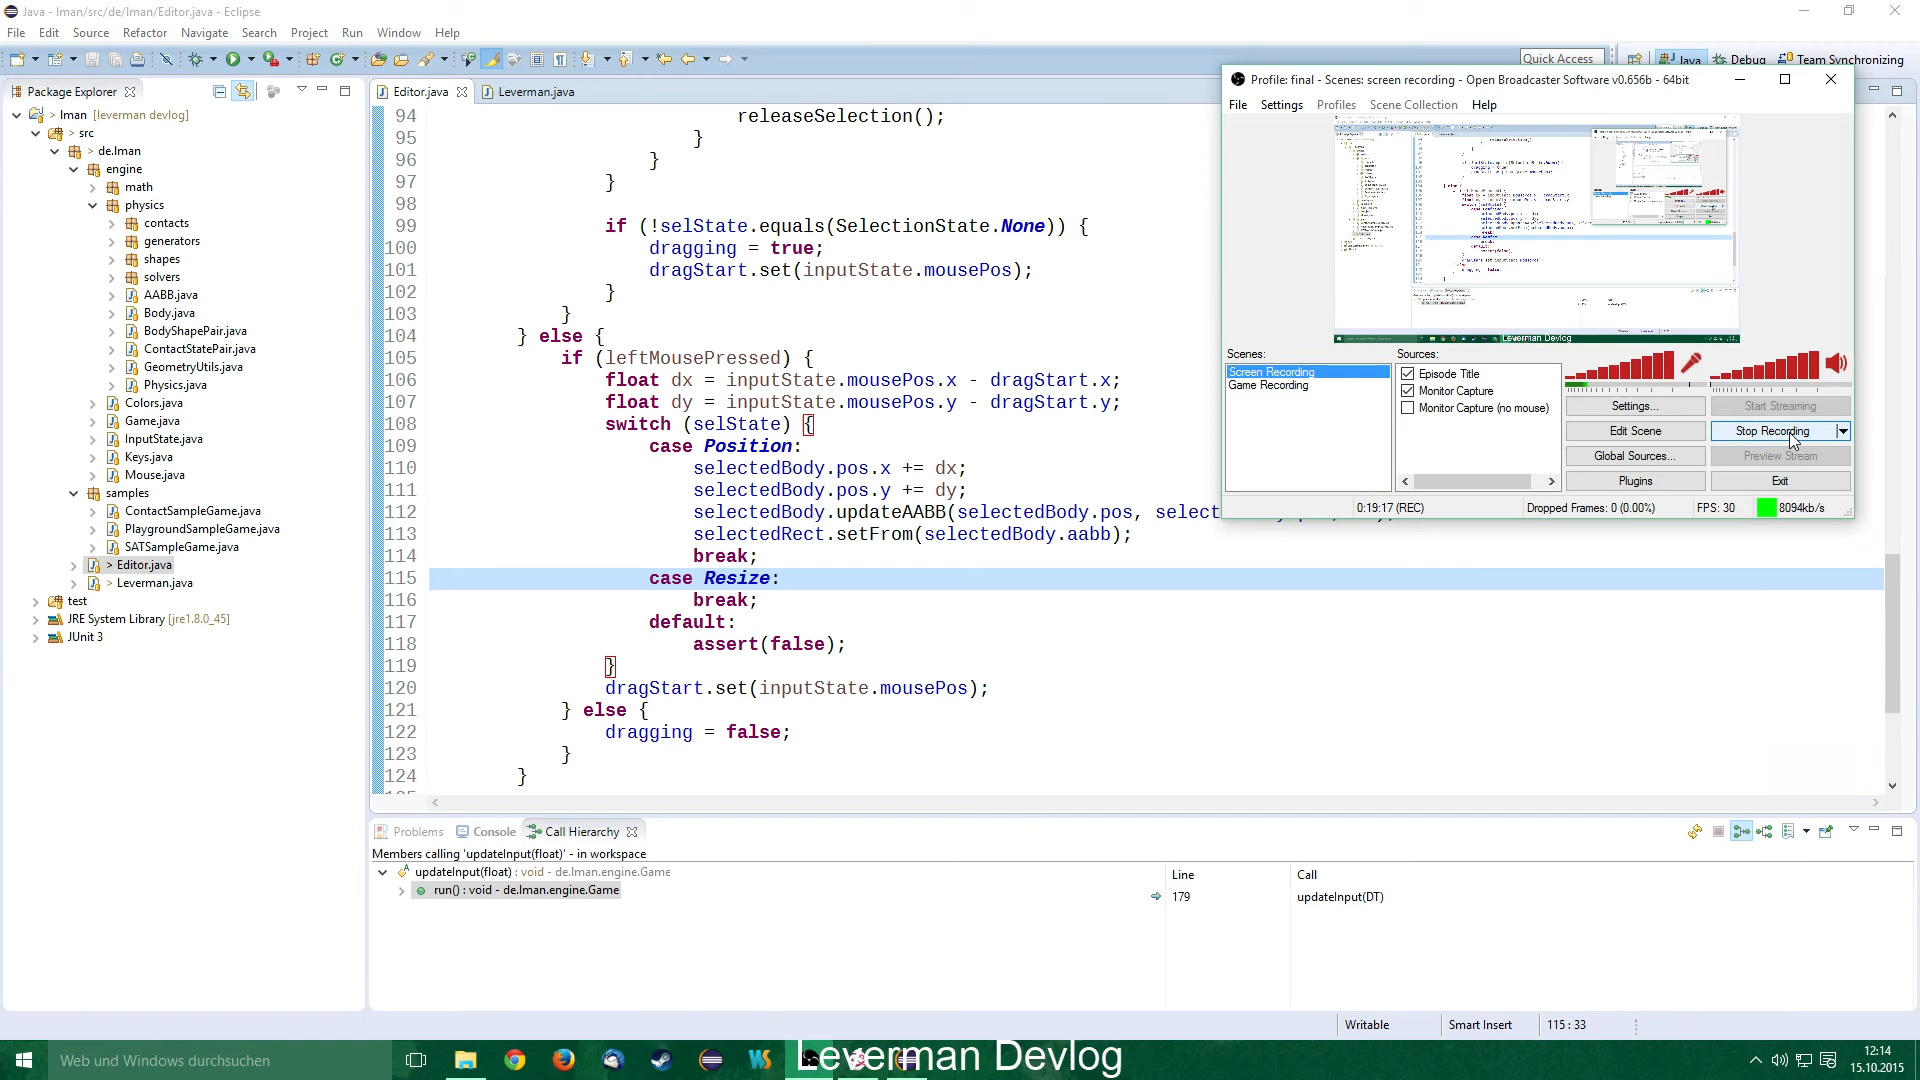 Java - lman/src/de/lman/Editor.java - Eclipse
File Edit Source Refactor Navigate Search Project Run Window Help
Quick Access Java Debug Team Synchronizing
Package Explorer
> lman [leverman devlog]
> src
> de.lman
engine
math
physics
contacts
generators
shapes
solvers
AABB.java
Body.java
BodyShapePair.java
ContactStatePair.java
GeometryUtils.java
Physics.java
Colors.java
Game.java
InputState.java
Keys.java
Mouse.java
samples
ContactSampleGame.java
PlaygroundSampleGame.java
SATSampleGame.java
> Editor.java
> Leverman.java
test
JRE System Library [jre1.8.0_45]
JUnit 3
Editor.java Leverman.java
94 releaseSelection();
95 }
96 }
97 }
98
99 if (!selState.equals(SelectionState.None)) {
100 dragging = true;
101 dragStart.set(inputState.mousePos);
102 }
103 }
104 } else {
105 if (leftMousePressed) {
106 float dx = inputState.mousePos.x - dragStart.x;
107 float dy = inputState.mousePos.y - dragStart.y;
108 switch (selState) {
109 case Position:
110 selectedBody.pos.x += dx;
111 selectedBody.pos.y += dy;
112 selectedBody.updateAABB(selectedBody.pos, select
113 selectedRect.setFrom(selectedBody.aabb);
114 break;
115 case Resize:
116 break;
117 default:
118 assert(false);
119 }
120 dragStart.set(inputState.mousePos);
121 } else {
122 dragging = false;
123 }
124 }
Profile: final - Scenes: screen recording - Open Broadcaster Software v0.656b - 64bit
File Settings Profiles Scene Collection Help
Leverman Devlog
Scenes:
Screen Recording
Game Recording
Sources:
Episode Title
Monitor Capture
Monitor Capture (no mouse)
Settings... Start Streaming
Edit Scene Stop Recording
Global Sources... Preview Stream
Plugins Exit
0:19:17 (REC) Dropped Frames: 0 (0.00%) FPS: 30 8094kb/s
Problems Console Call Hierarchy
Members calling 'updateInput(float)' - in workspace
updateInput(float) : void - de.lman.engine.Game
run() : void - de.lman.engine.Game
Line Call
179 updateInput(DT)
Writable Smart Insert 115 : 33
Web und Windows durchsuchen
Leverman Devlog
12:14
15.10.2015